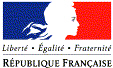 Liberté • Égalité • Fraternité
RÉPUBLIQUE FRANÇAISE